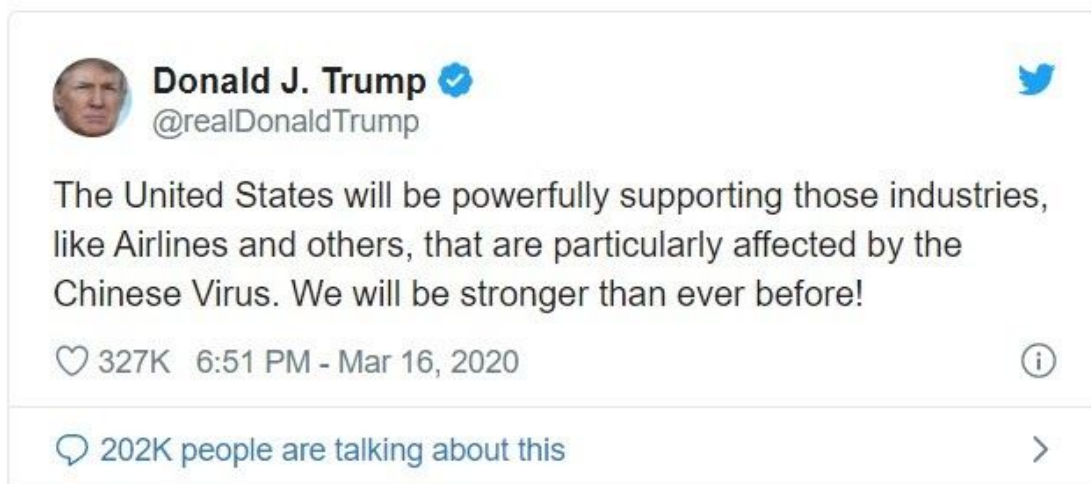 Donald J. Trump
@realDonaldTrump
The United States will be powerfully supporting those industries,
like Airlines and others, that are particularly affected by the
Chinese Virus. We will be stronger than ever before!
327K 6:51 PM - Mar 16, 2020
202K people are talking about this